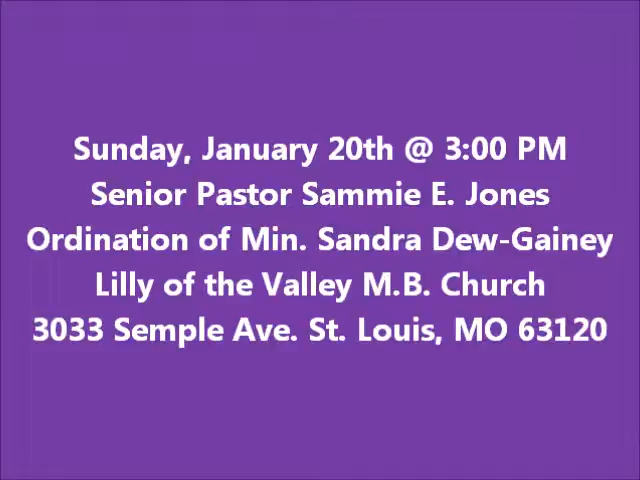 Sunday, January 20th @ 3:00 PM
Senior Pastor Sammie E. Jones
Ordination of Min. Sandra Dew-Gainey
Lilly of the Valley M.B. Church
3033 Semple Ave. St. Louis, MO 63120